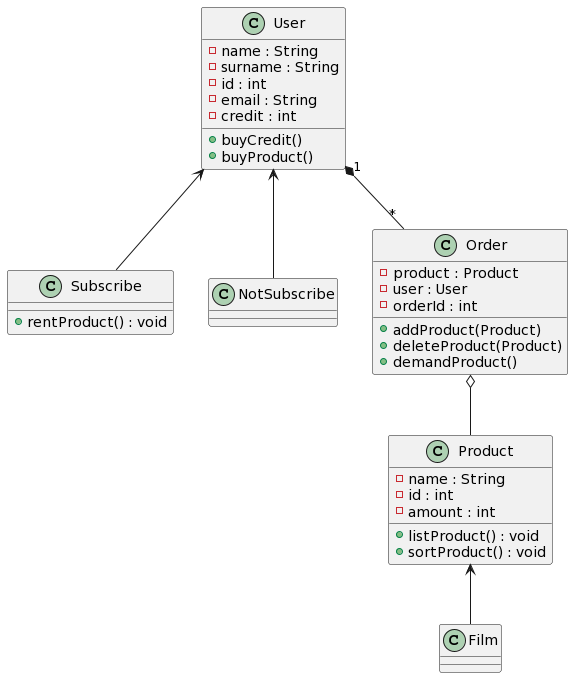 C User
name : String
surname : String
id : int
email : String
credit : int
buyCredit()
buyProduct()
1
*
C Order
product : Product
user : User
orderId : int
addProduct(Product)
deleteProduct(Product)
demandProduct()
C Subscribe
rentProduct() : void
C NotSubscribe
C Product
name : String
id : int
amount : int
listProduct() : void
sortProduct() : void
C Film